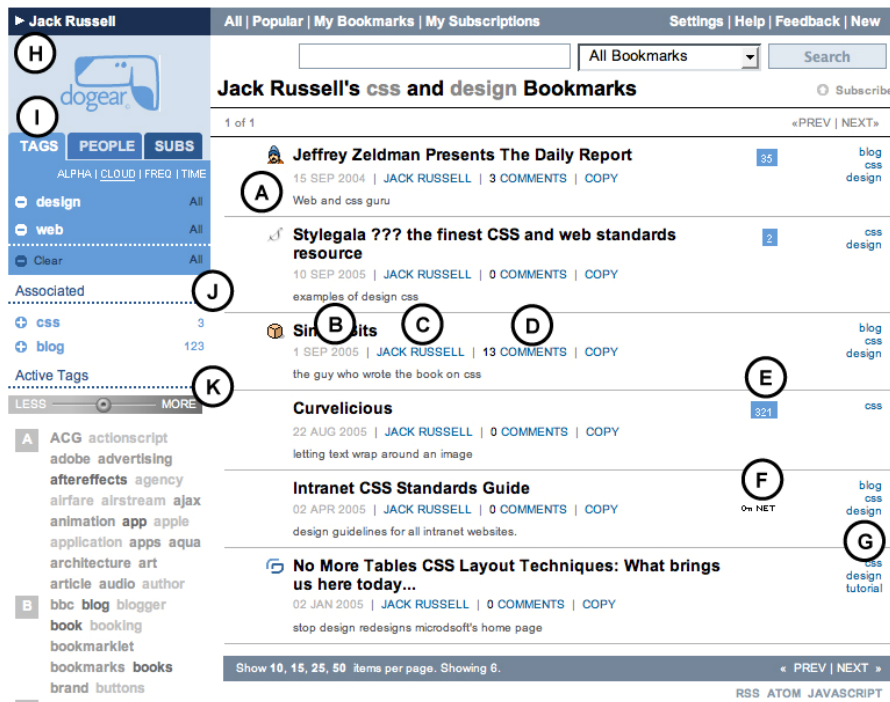 Jack Russell
All | Popular | My Bookmarks | My Subscriptions
Settings | Help | Feedback | New
H
dogear
All Bookmarks
Search
Jack Russell's css and design Bookmarks
Subscribe
I
1 of 1
«PREV | NEXT»
TAGS PEOPLE SUBS
ALPHA | CLOUD | FREQ | TIME
design All
web All
Clear All
Associated
J
css 3
blog 123
Active Tags
K
LESS MORE
A
ACG actionscript
adobe advertising
aftereffects agency
airfare airstream ajax
animation app apple
application apps aqua
architecture art
article audio author
B
bbc blog blogger
book booking
bookmarklet
bookmarks books
brand buttons
Jeffrey Zeldman Presents The Daily Report
35
blog
css
design
A
15 SEP 2004 | JACK RUSSELL | 3 COMMENTS | COPY
Web and css guru
Stylegala ??? the finest CSS and web standards
resource
2
css
design
10 SEP 2005 | JACK RUSSELL | 0 COMMENTS | COPY
examples of design css
B
C
D
Bits
blog
css
design
1 SEP 2005 | JACK RUSSELL | 13 COMMENTS | COPY
the guy who wrote the book on css
E
Curvelicious
321
css
22 AUG 2005 | JACK RUSSELL | 0 COMMENTS | COPY
letting text wrap around an image
F
Intranet CSS Standards Guide
NET
blog
css
design
02 APR 2005 | JACK RUSSELL | 0 COMMENTS | COPY
design guidelines for all intranet websites.
G
No More Tables CSS Layout Techniques: What brings
us here today...
css
design
tutorial
02 JAN 2005 | JACK RUSSELL | 0 COMMENTS | COPY
stop design redesigns microdsoft's home page
Show 10, 15, 25, 50 items per page. Showing 6.
« PREV | NEXT »
RSS ATOM JAVASCRIPT